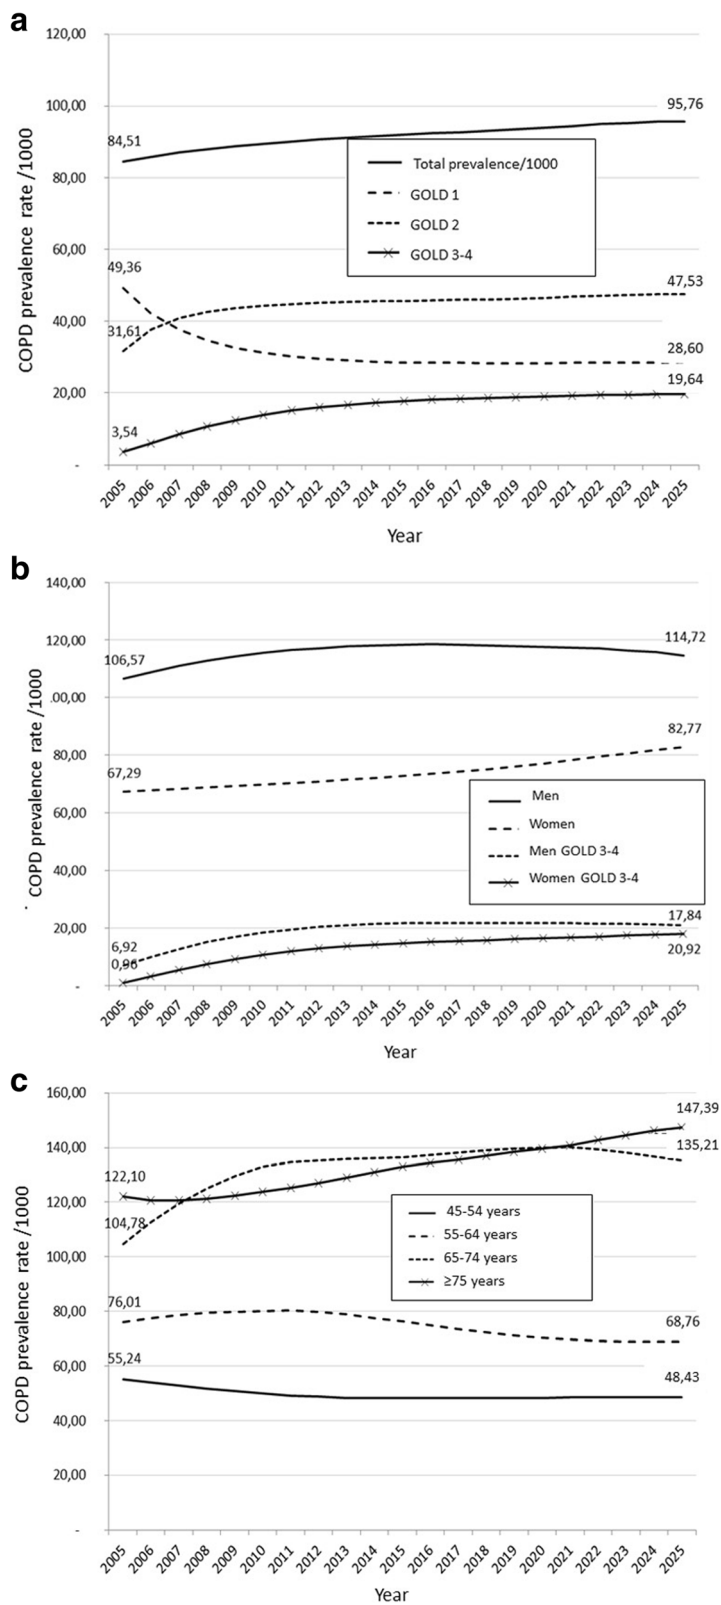 a
120,00
100,00
80,00
60,00
40,00
20,00
-
COPD prevalence rate /1000
84,51
95,76
49,36
31,61
3,54
47,53
28,60
19,64
Total prevalence/1000
GOLD 1
GOLD 2
GOLD 3-4
2005 2006 2007 2008 2009 2010 2011 2012 2013 2014 2015 2016 2017 2018 2019 2020 2021 2022 2023 2024 2025
Year
b
140,00
120,00
.00,00
80,00
60,00
40,00
20,00
-
COPD prevalence rate /1000
106,57
114,72
67,29
82,77
6,92
0,96
17,84
20,92
Men
Women
Men GOLD 3-4
Women GOLD 3-4
2005 2006 2007 2008 2009 2010 2011 2012 2013 2014 2015 2016 2017 2018 2019 2020 2021 2022 2023 2024 2025
Year
c
160,00
140,00
120,00
100,00
80,00
60,00
40,00
20,00
-
COPD prevalence rate /1000
122,10
104,78
76,01
55,24
147,39
135,21
68,76
48,43
45-54 years
55-64 years
65-74 years
≥75 years
2005 2006 2007 2008 2009 2010 2011 2012 2013 2014 2015 2016 2017 2018 2019 2020 2021 2022 2023 2024 2025
Year